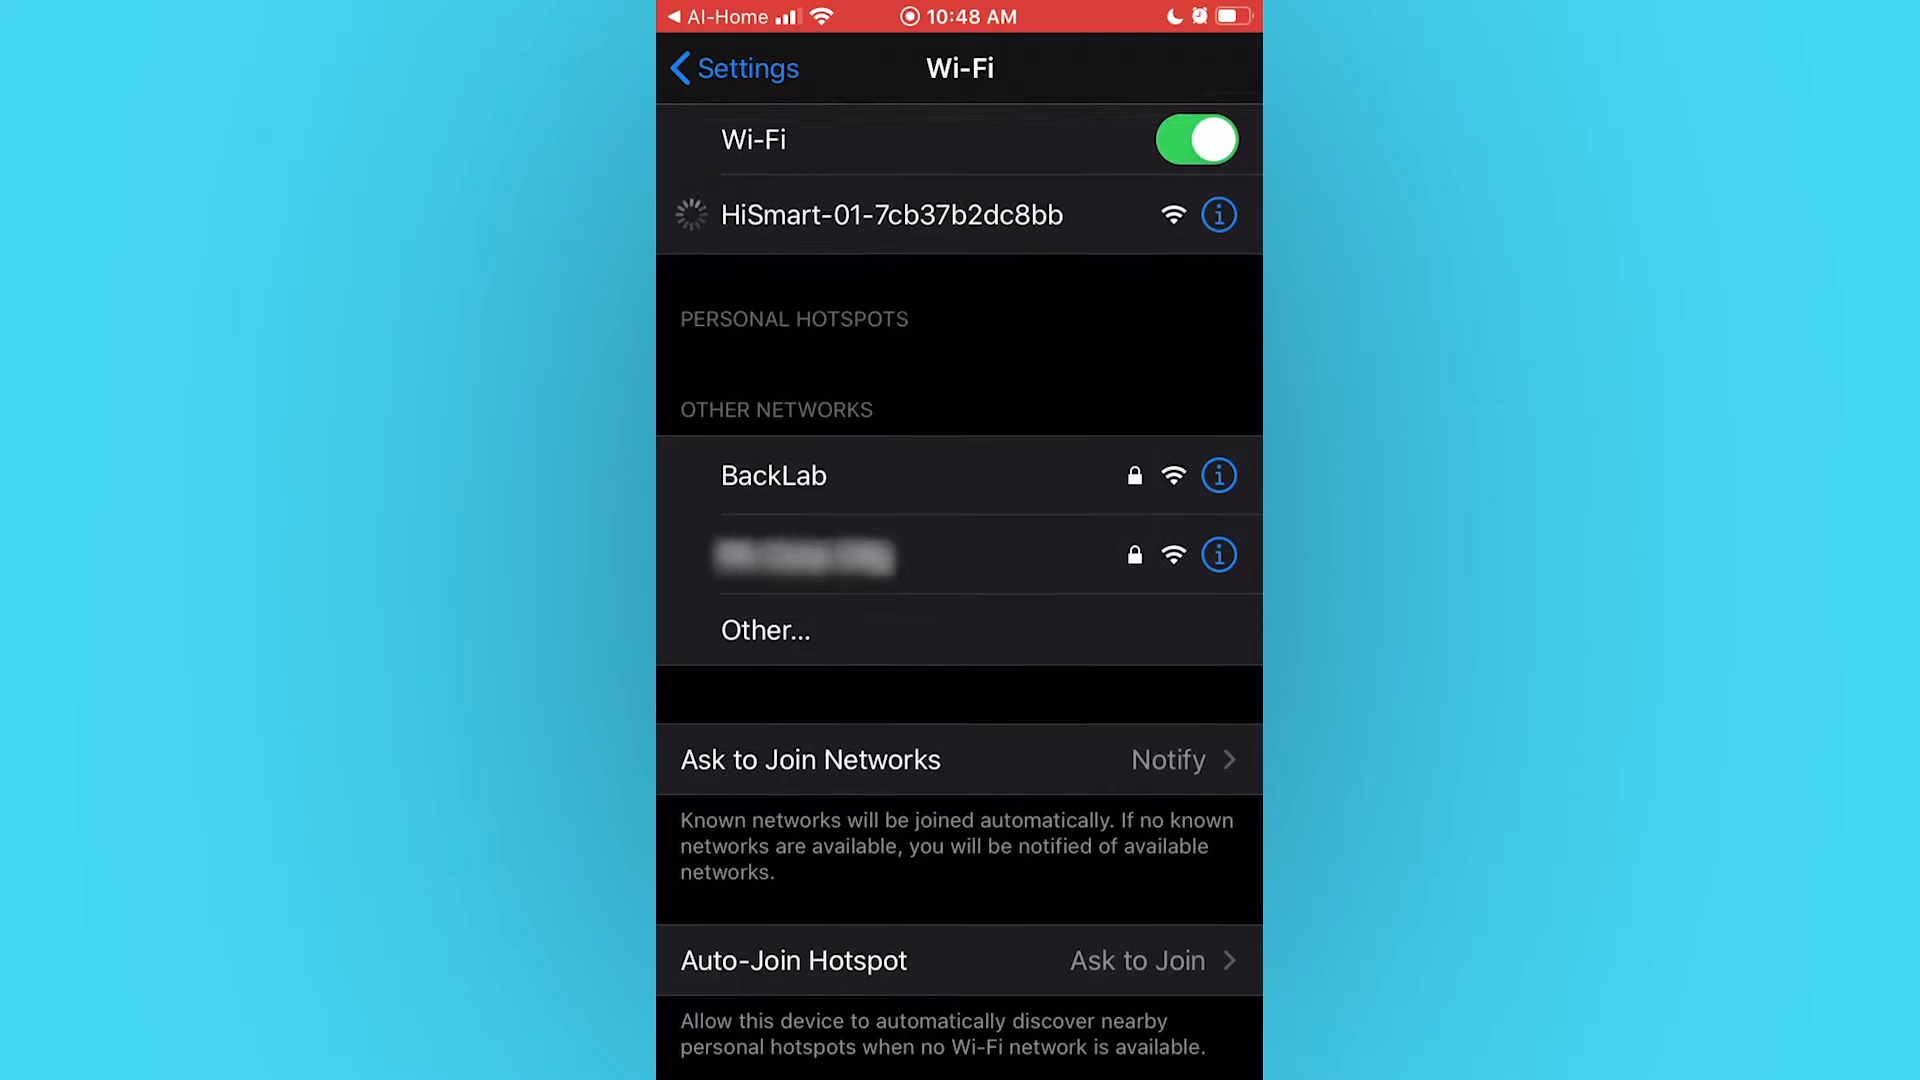 AI-Home 10:48 AM
Settings Wi-Fi
Wi-Fi
HiSmart-01-7cb37b2dc8bb
PERSONAL HOTSPOTS
OTHER NETWORKS
BackLab
Other...
Ask to Join Networks Notify
Known networks will be joined automatically. If no known
networks are available, you will be notified of available
networks.
Auto-Join Hotspot Ask to Join
Allow this device to automatically discover nearby
personal hotspots when no Wi-Fi network is available.